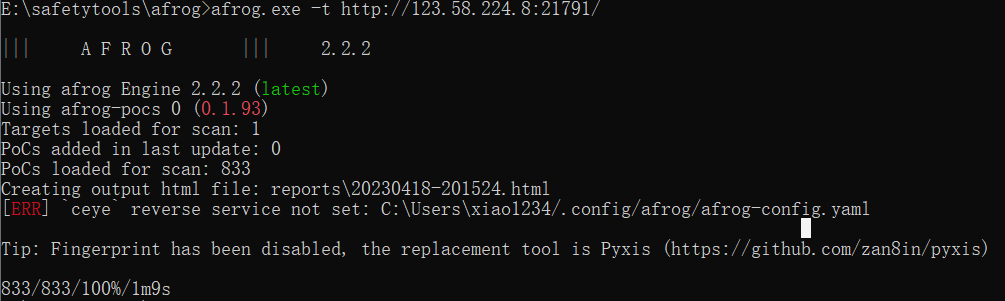 E:\safetytools\afrog>afrog.exe -t http://123.58.224.8:21791/
||| A F R O G ||| 2.2.2
Using afrog Engine 2.2.2 (latest)
Using afrog-pocs 0 (0.1.93)
Targets loaded for scan: 1
PoCs added in last update: 0
PoCs loaded for scan: 833
Creating output html file: reports\20230418-201524.html
[ERR] `ceye` reverse service not set: C:\Users\xiao1234/.config/afrog/afrog-config.yaml
Tip: Fingerprint has been disabled, the replacement tool is Pyxis (https://github.com/zan8in/pyxis)
833/833/100%/1m9s